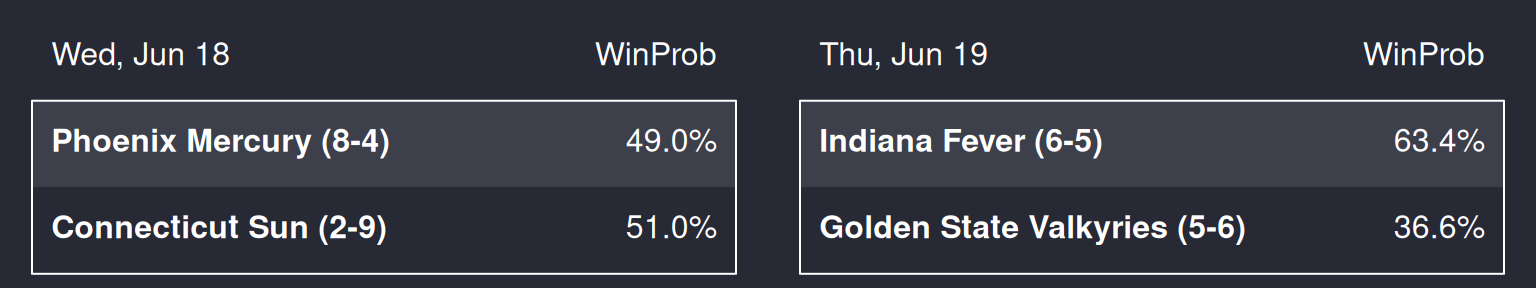 Wed, Jun 18 WinProb
Phoenix Mercury (8-4) 49.0%
Connecticut Sun (2-9) 51.0%
Thu, Jun 19 WinProb
Indiana Fever (6-5) 63.4%
Golden State Valkyries (5-6) 36.6%